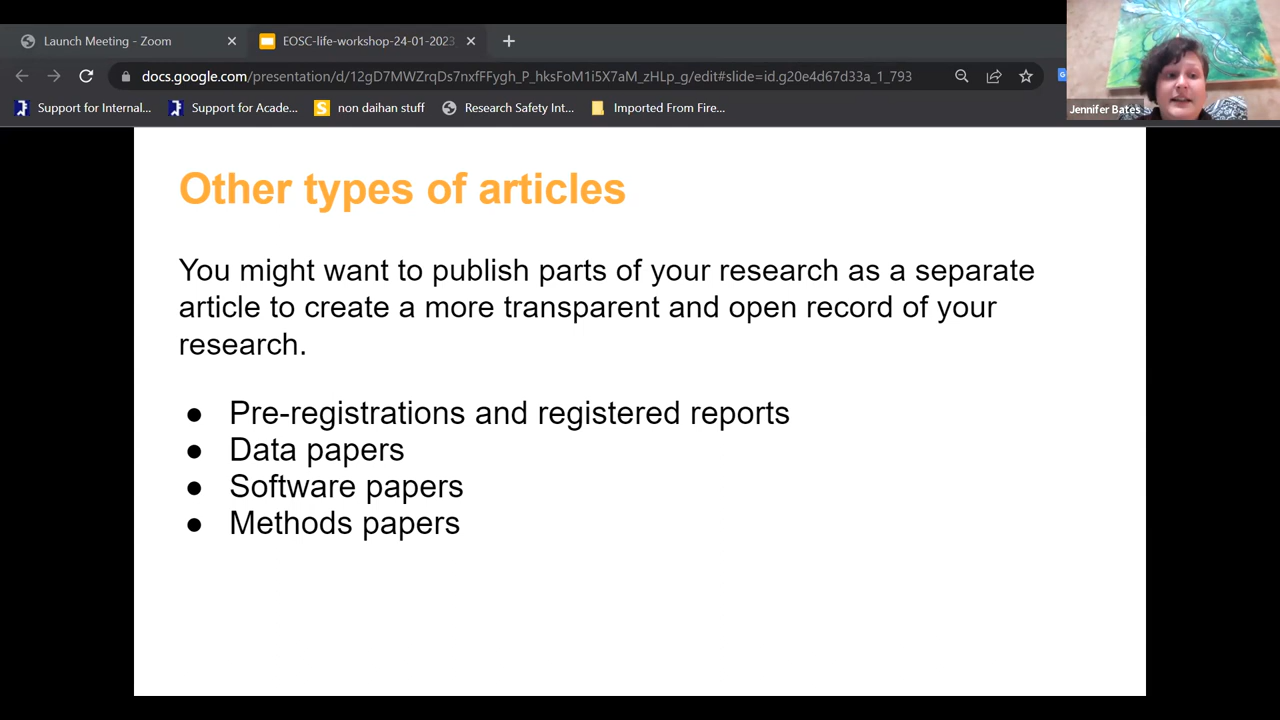 Launch Meeting - Zoom
EOSC-life-workshop-24-01-2023
docs.google.com/presentation/d/12gD7MWZrqDs7nxfFFygh_P_hksFoM1i5X7aM_zHLp_g/edit#slide=id.g20e4d67d33a_1_793
Jennifer Bates
Support for Internal... Support for Acade... non daihan stuff Research Safety Int... Imported From Fire...
Other types of articles
You might want to publish parts of your research as a separate
article to create a more transparent and open record of your
research.
● Pre-registrations and registered reports
● Data papers
● Software papers
● Methods papers